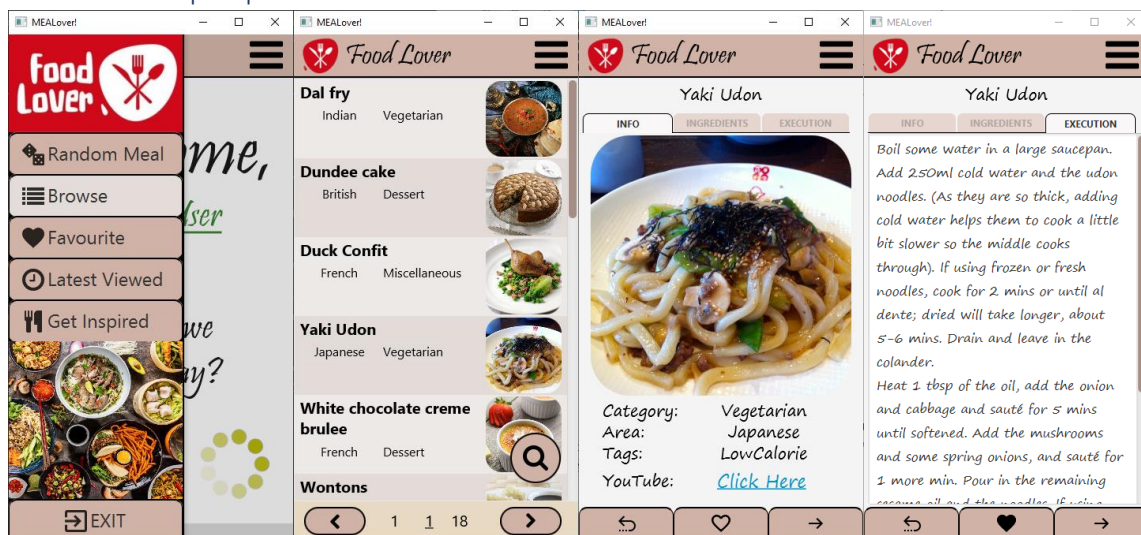 MEALover!
Food
Lover
Random Meal
Browse
Favourite
Latest Viewed
Get Inspired
EXIT
me,
ser
we
ay?
MEALover!
Food Lover
Dal fry
Indian Vegetarian
Dundee cake
British Dessert
Duck Confit
French Miscellaneous
Yaki Udon
Japanese Vegetarian
White chocolate creme
brulee
French Dessert
Wontons
1 1 18
MEALover!
Food Lover
Yaki Udon
INFO INGREDIENTS EXECUTION
Category: Vegetarian
Area: Japanese
Tags: LowCalorie
YouTube: Click Here
MEALover!
Food Lover
Yaki Udon
INFO INGREDIENTS EXECUTION
Boil some water in a large saucepan.
Add 250ml cold water and the udon
noodles. (As they are so thick, adding
cold water helps them to cook a little
bit slower so the middle cooks
through). If using frozen or fresh
noodles, cook for 2 mins or until al
dente; dried will take longer, about
5-6 mins. Drain and leave in the
colander.
Heat 1 tbsp of the oil, add the onion
and cabbage and sauté for 5 mins
until softened. Add the mushrooms
and some spring onions, and sauté for
1 more min. Pour in the remaining
sesame oil and the noodles. If using